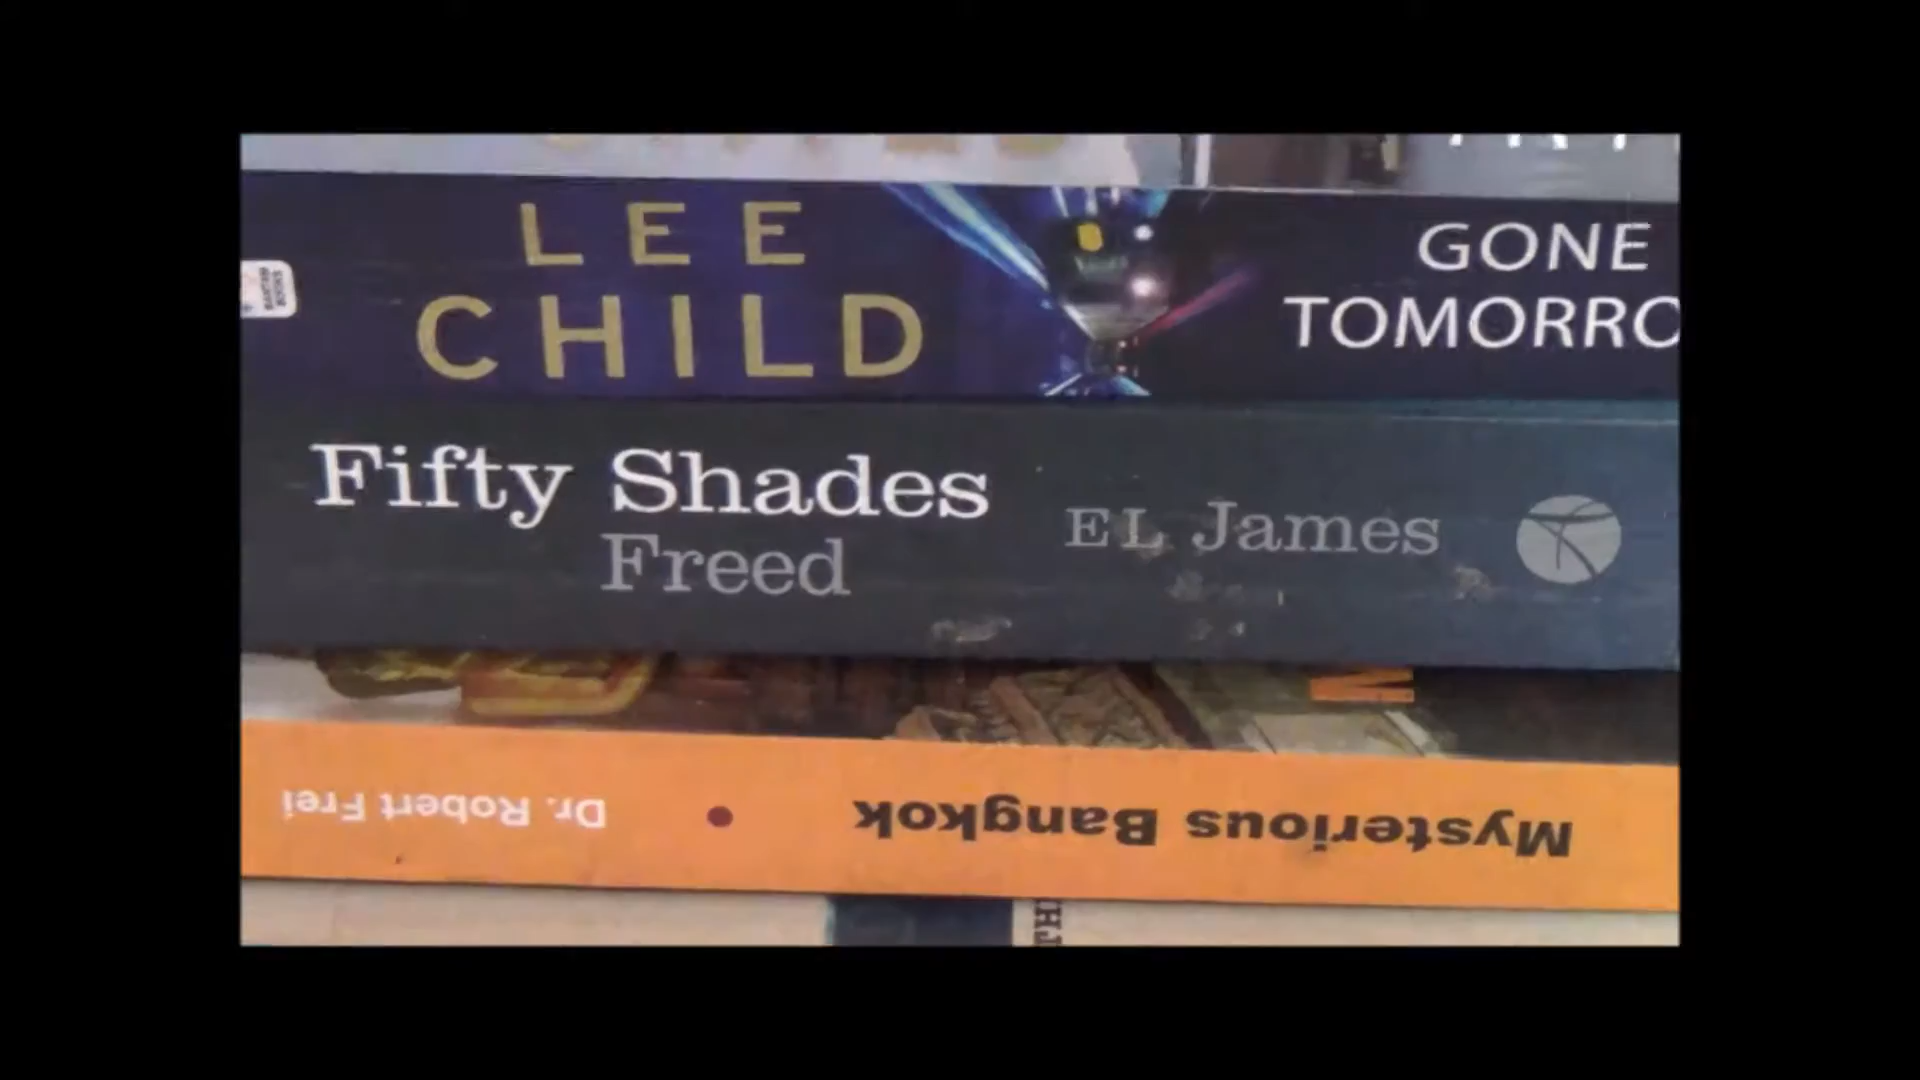 LEE
CHILD
GONE
TOMORRO
Fifty Shades
Freed
EL James
Mysterious Bangkok
Dr. Robert Frei